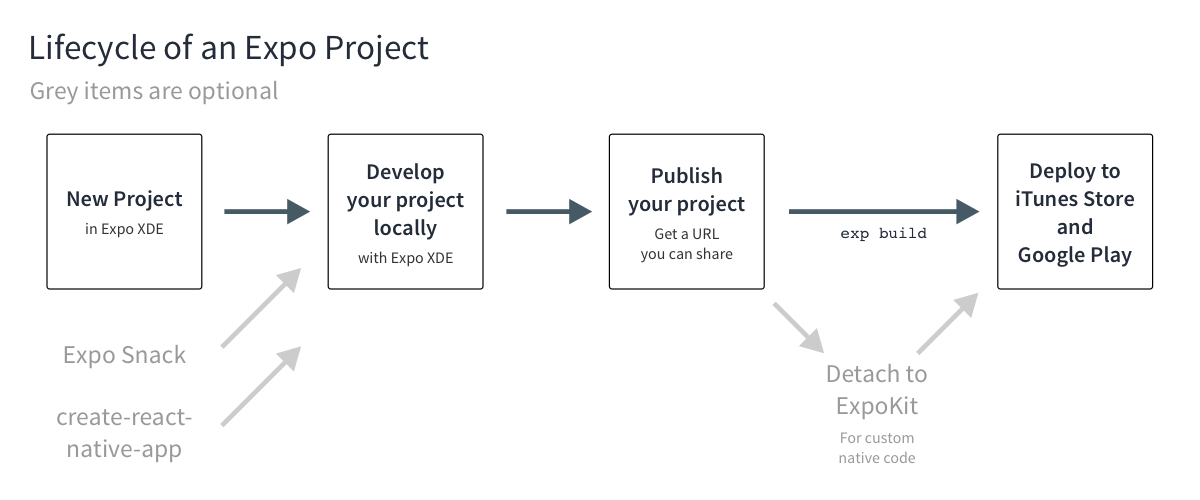 Lifecycle of an Expo Project
Grey items are optional
New Project
in Expo XDE
Develop
your project
locally
with Expo XDE
Publish
your project
Get a URL
you can share
exp build
Deploy to
iTunes Store
and
Google Play
Expo Snack
create-react-
native-app
Detach to
ExpoKit
For custom
native code